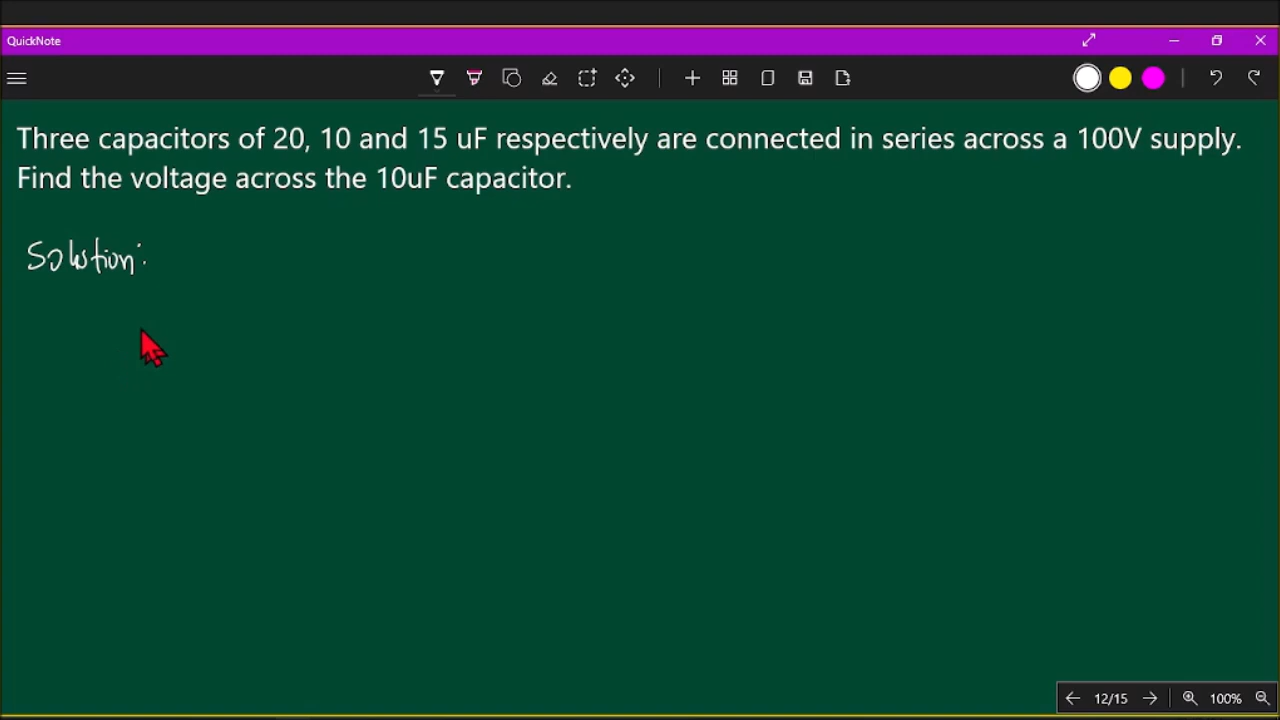 QuickNote
Three capacitors of 20, 10 and 15 uF respectively are connected in series across a 100V supply.
Find the voltage across the 10uF capacitor.
Solution:
12/15
100%